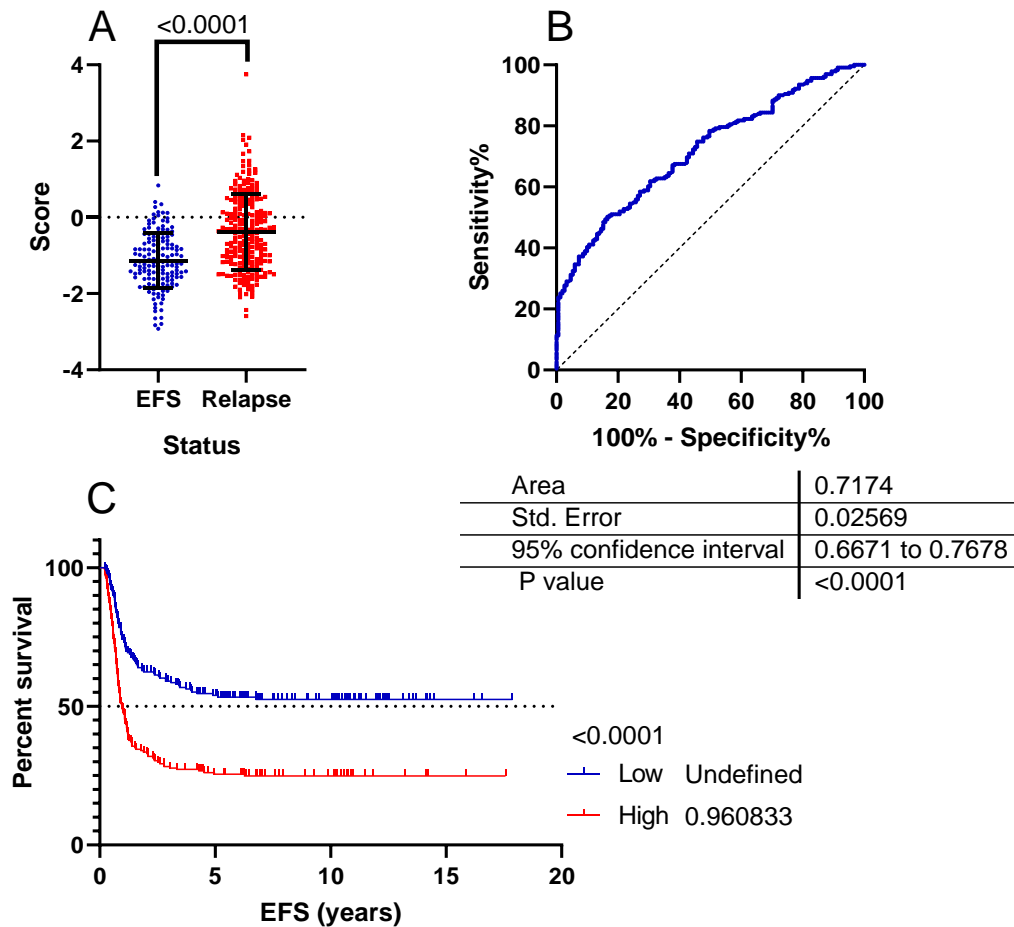 A
<0.0001
4
2
0
-2
-4
Score
EFS Relapse
Status
B
100
80
60
40
20
0
Sensitivity%
0 20 40 60 80 100
100% - Specificity%
Area 0.7174
Std. Error 0.02569
95% confidence interval 0.6671 to 0.7678
P value <0.0001
C
100
50
0
Percent survival
0 5 10 15 20
EFS (years)
<0.0001
Low Undefined
High 0.960833